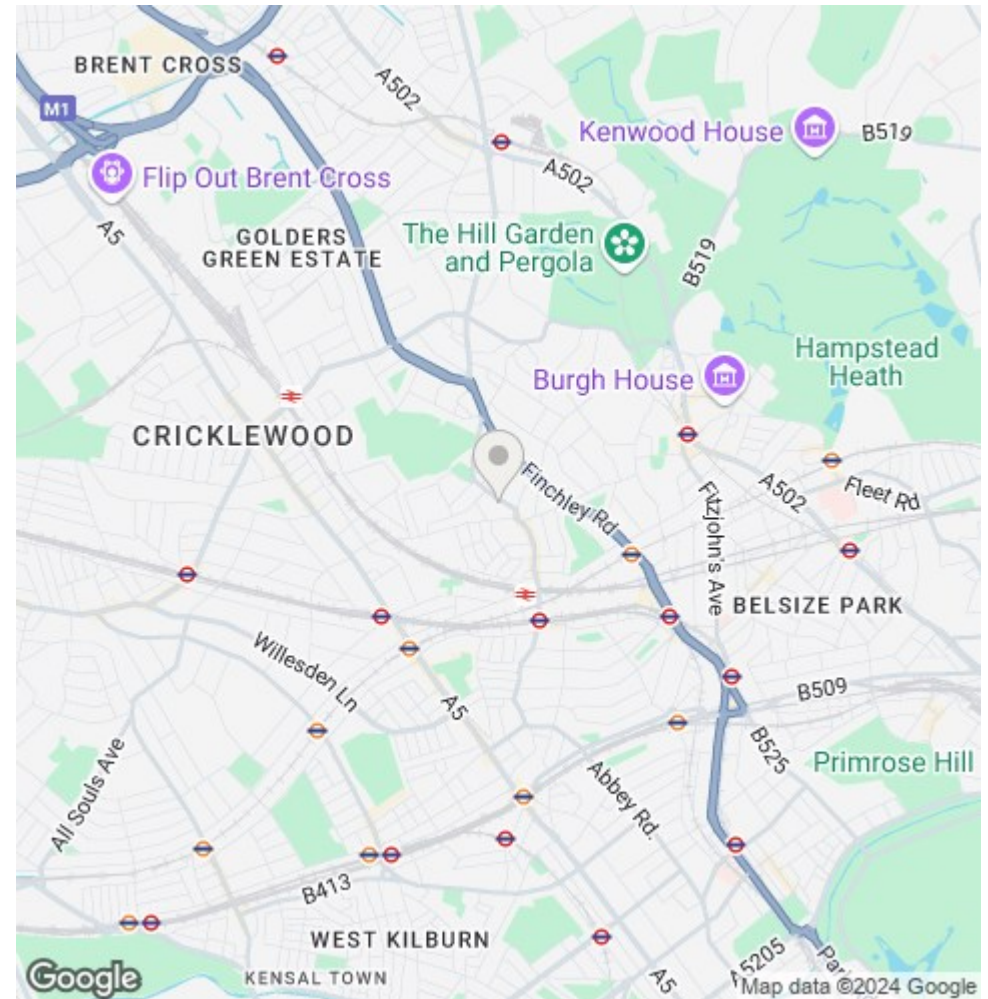 BRENT CROSS
A502
M1
Kenwood House
B519
Flip Out Brent Cross
A502
A5
GOLDERS
GREEN ESTATE
The Hill Garden
and Pergola
B519
Hampstead
Heath
Burgh House
CRICKLEWOOD
Finchley Rd
A502
Fleet Rd
Fitzjohn's Ave
BELSIZE PARK
Willesden Ln
A5
B509
B525
Primrose Hill
All Souls Ave
Abbey Rd.
B413
WEST KILBURN
KENSAL TOWN
A5
A5205
Google
Map data ©2024 Google